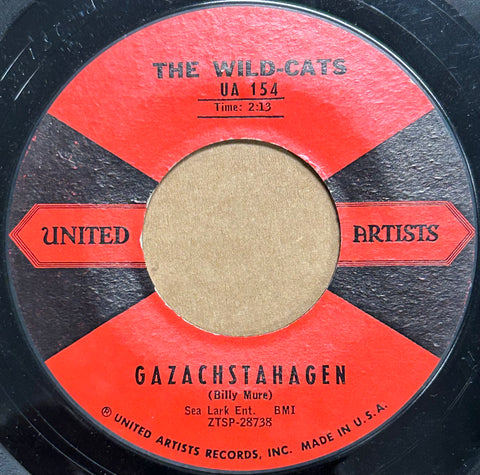 THE WILD-CATS
UA 154
Time: 2:13
UNITED ARTISTS
GAZACHSTAHAGEN
(Billy Mure)
Sea Lark Ent. BMI
ZTSP-28738
® UNITED ARTISTS RECORDS, INC. MADE IN U.S.A.